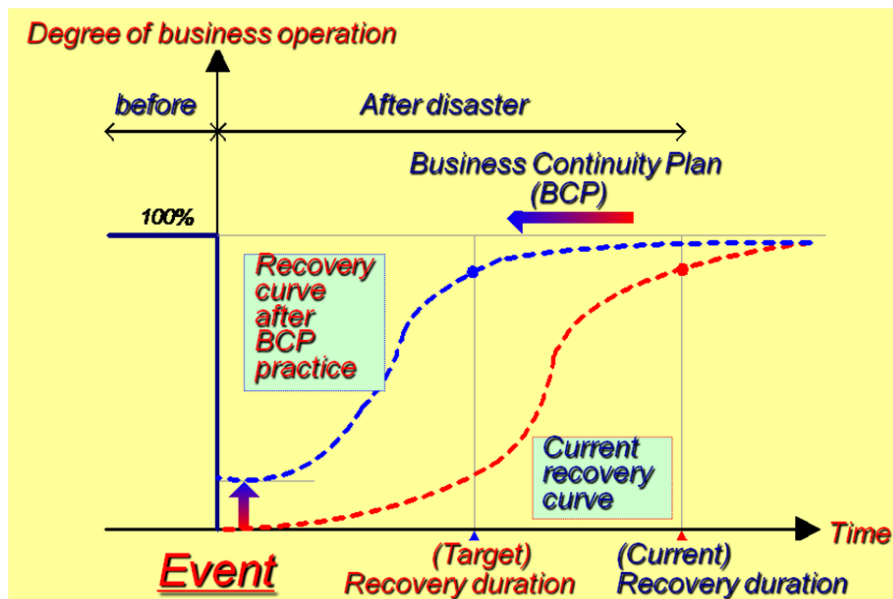 Degree of business operation
before
After disaster
Business Continuity Plan
(BCP)
100%
Recovery
curve
after
BCP
practice
Current
recovery
curve
Time
Event
(Target)
Recovery duration
(Current)
Recovery duration